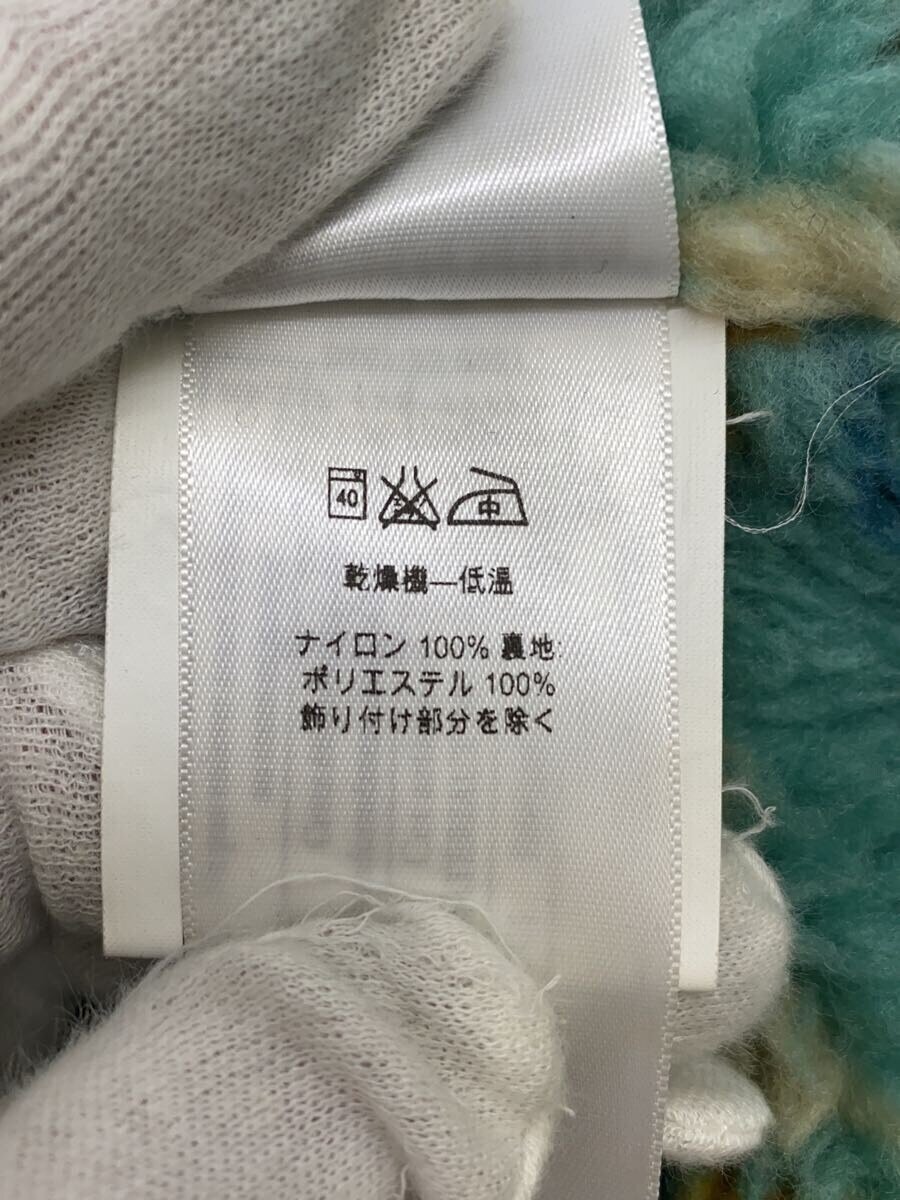 40 中
乾燥機—低温
ナイロン 100% 裏地:
ポリエステル 100%
飾り付け部分を除く